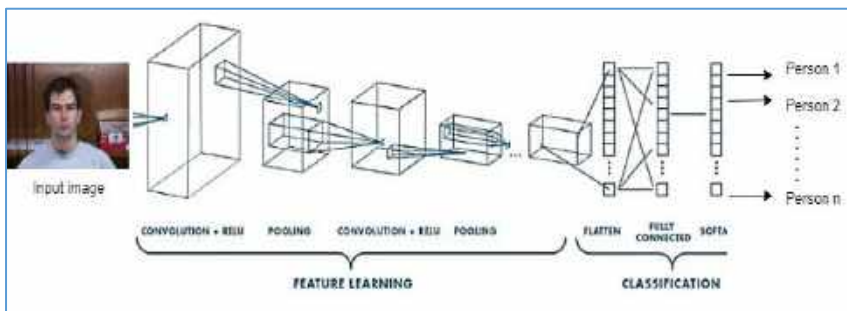 Person 1
Person 2
Person n
Input image
CONVOLUTION + RELU POOLING CONVOLUTION + RELU POOLING FLATTEN FULLY CONNECTED SOFTA
FEATURE LEARNING CLASSIFICATION